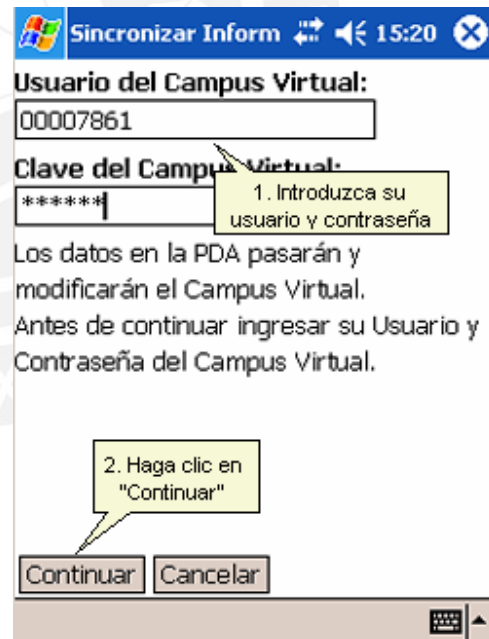 Sincronizar Inform 15:20
Usuario del Campus Virtual:
00007861
Clave del Campus Virtual:
******
1. Introduzca su
usuario y contraseña
Los datos en la PDA pasarán y
modificarán el Campus Virtual.
Antes de continuar ingresar su Usuario y
Contraseña del Campus Virtual.
2. Haga clic en
"Continuar"
Continuar Cancelar